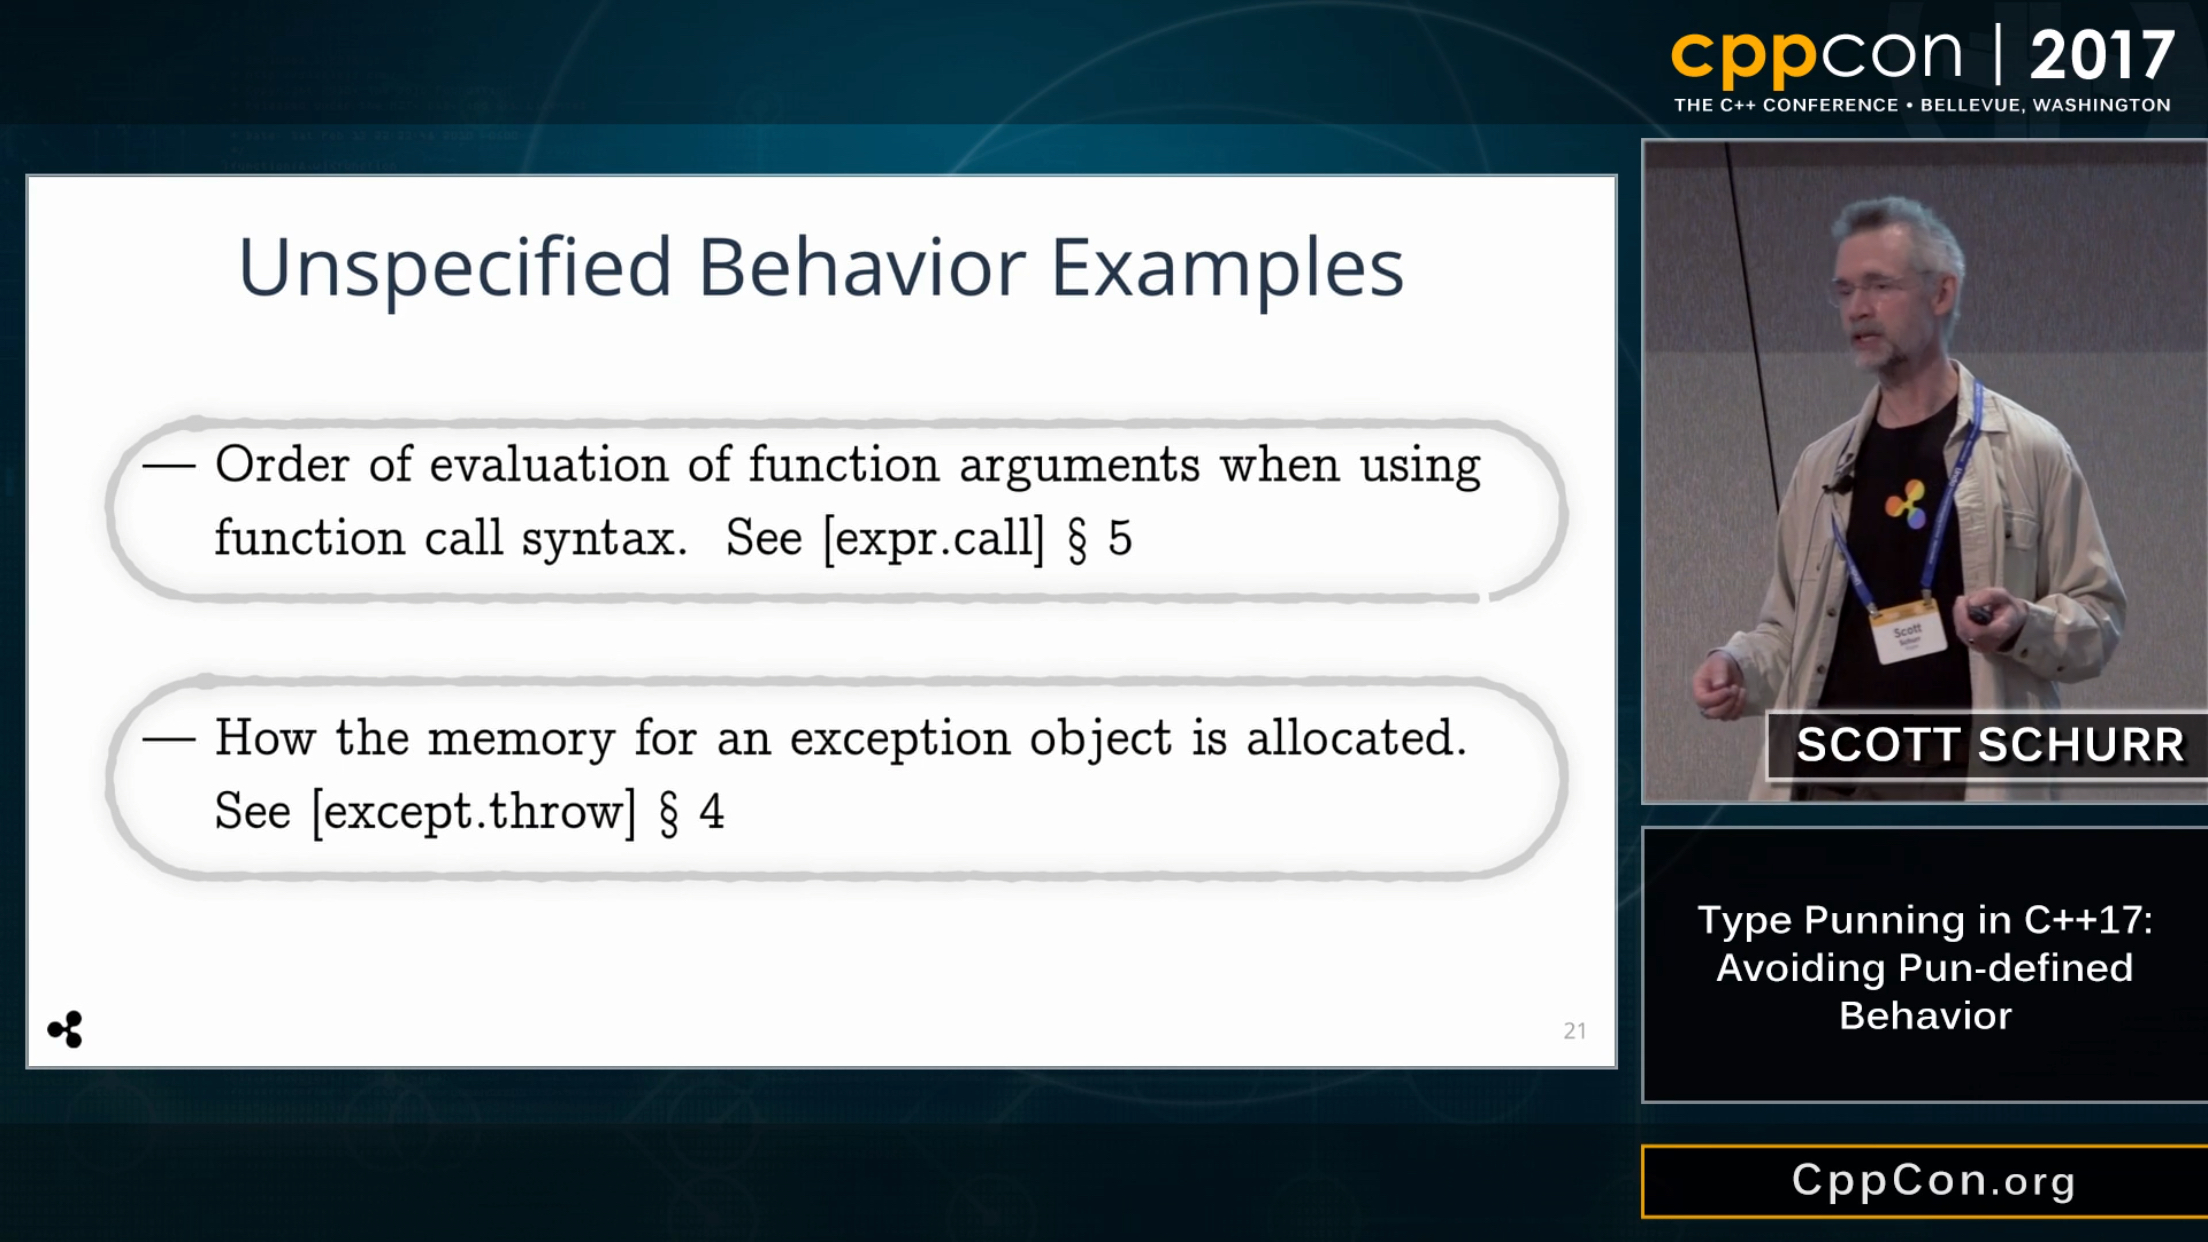 cppcon | 2017
THE C++ CONFERENCE • BELLEVUE, WASHINGTON
Unspecified Behavior Examples
— Order of evaluation of function arguments when using
function call syntax. See [expr.call] § 5
— How the memory for an exception object is allocated.
See [except.throw] § 4
21
Scott
Schurr
SCOTT SCHURR
Type Punning in C++17:
Avoiding Pun-defined
Behavior
CppCon.org